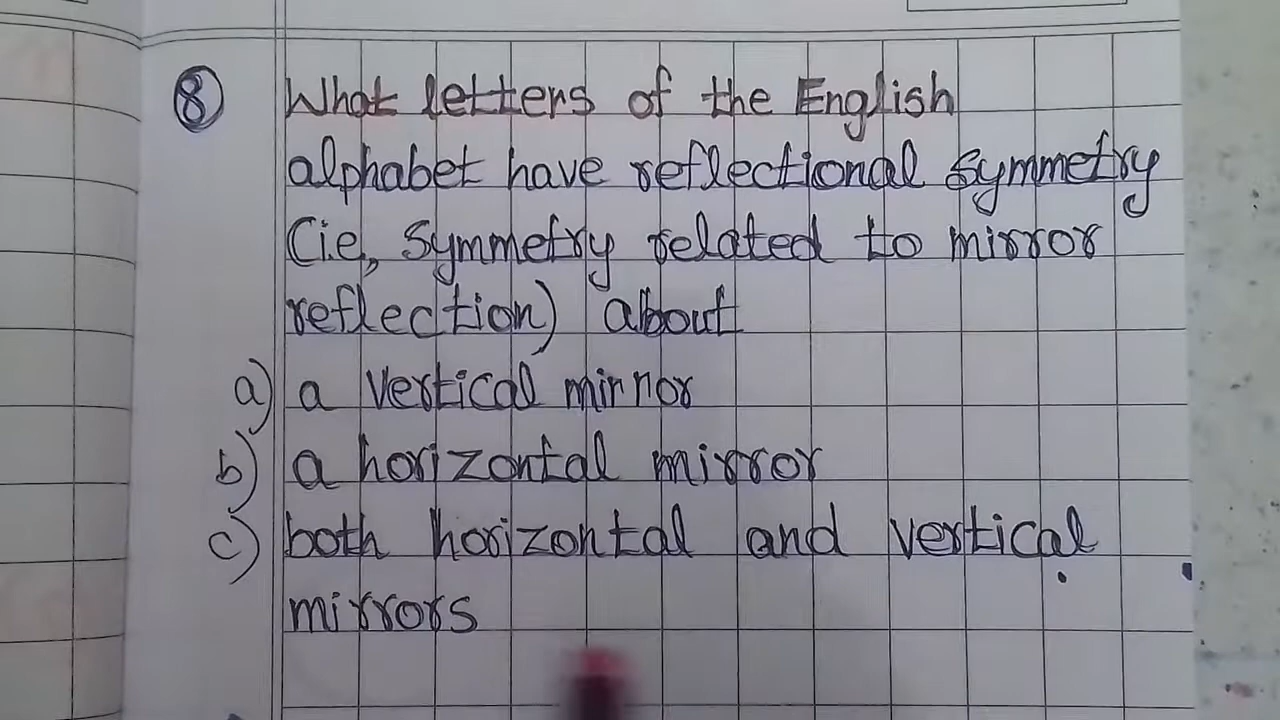 8 What letters of the English
alphabet have reflectional symmetry
(i.e, symmetry related to mirror
reflection) about
a) a vertical mirror
b) a horizontal mirror
c) both horizontal and vertical
mirrors